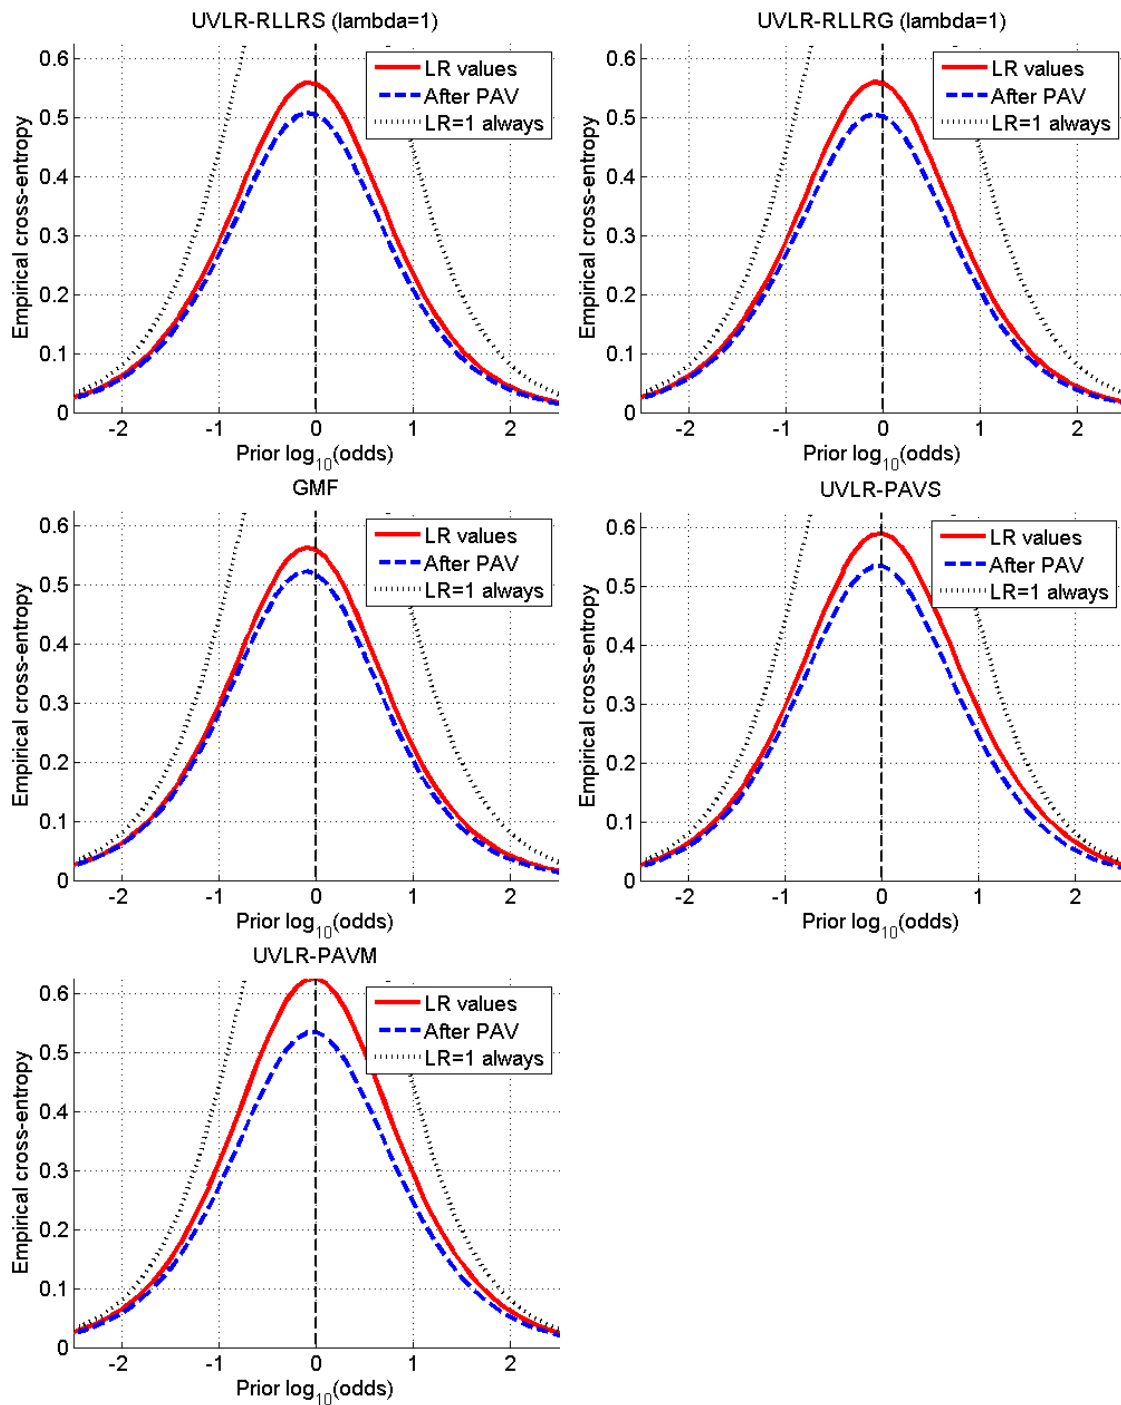 UVLR-RLLRS (lambda=1)
Empirical cross-entropy
0.6
0.5
0.4
0.3
0.2
0.1
0
LR values
After PAV
LR=1 always
-2
-1
0
1
2
Prior log10(odds)
UVLR-RLLRG (lambda=1)
Empirical cross-entropy
0.6
0.5
0.4
0.3
0.2
0.1
0
LR values
After PAV
LR=1 always
-2
-1
0
1
2
Prior log10(odds)
GMF
Empirical cross-entropy
0.6
0.5
0.4
0.3
0.2
0.1
0
LR values
After PAV
LR=1 always
-2
-1
0
1
2
Prior log10(odds)
UVLR-PAVS
Empirical cross-entropy
0.6
0.5
0.4
0.3
0.2
0.1
0
LR values
After PAV
LR=1 always
-2
-1
0
1
2
Prior log10(odds)
UVLR-PAVM
Empirical cross-entropy
0.6
0.5
0.4
0.3
0.2
0.1
0
LR values
After PAV
LR=1 always
-2
-1
0
1
2
Prior log10(odds)